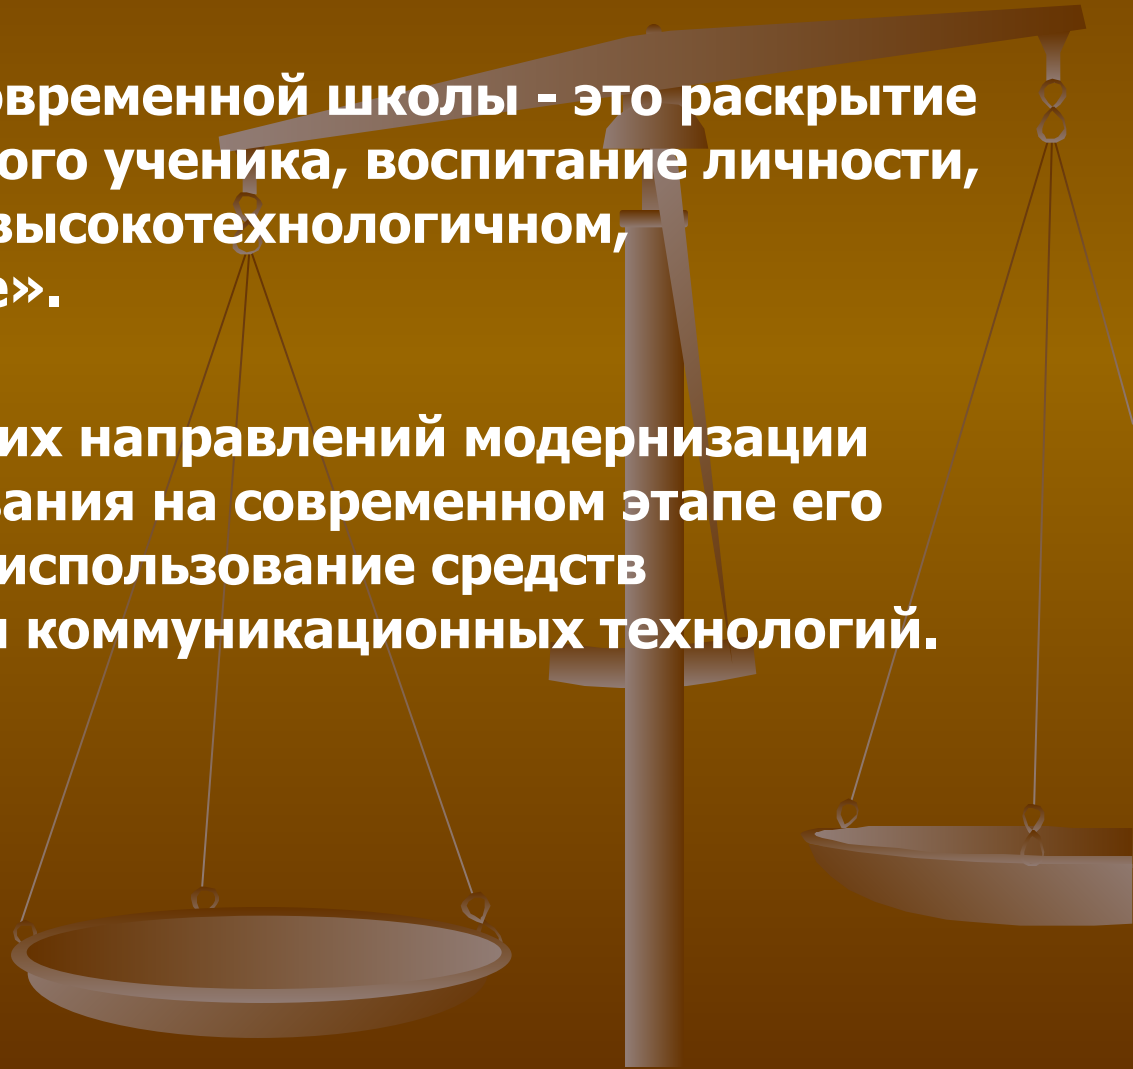 овременной школы - это раскрытие
ого ученика, воспитание личности,
высокотехнологичном,
е».
их направлений модернизации
вания на современном этапе его
использование средств
и коммуникационных технологий.